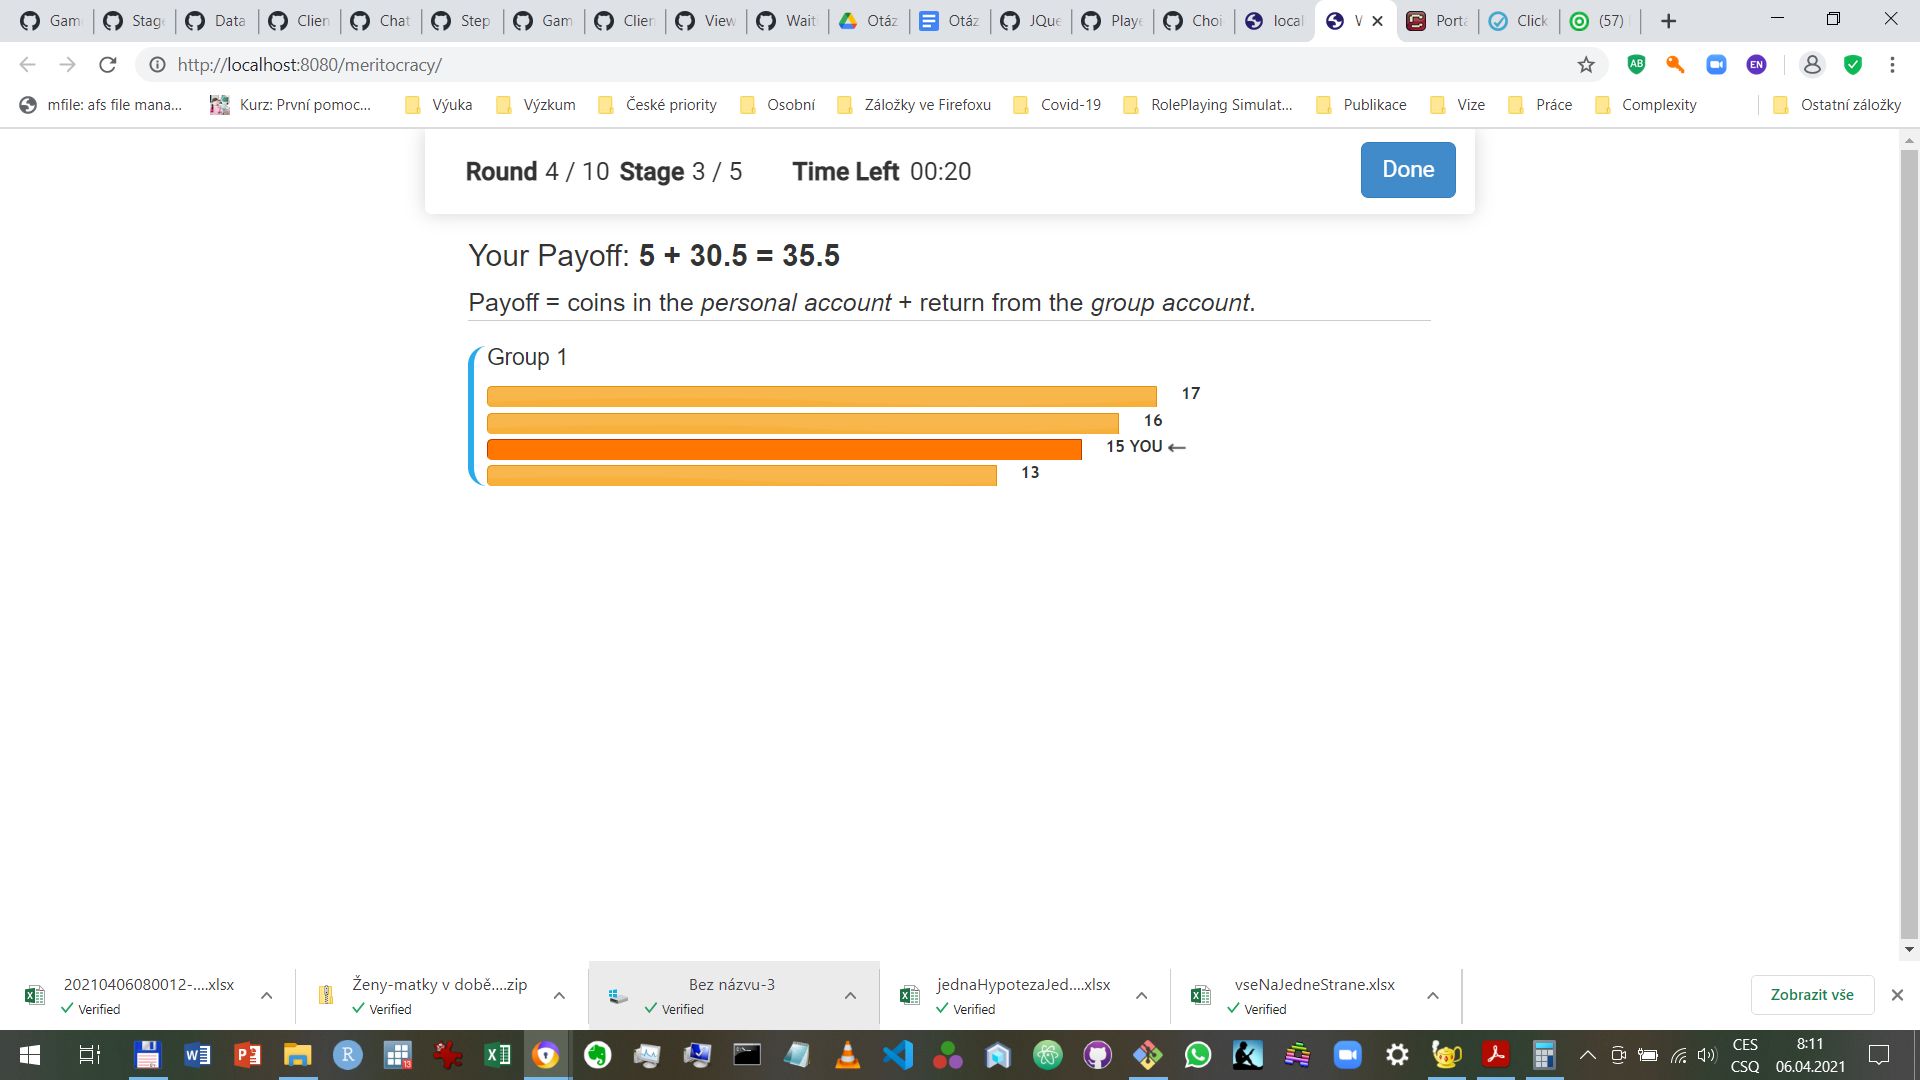 Gam Stage Data Clien Chat Step Gam Clien View Wait Otáz Otáz JQue Playe Choi local Porta Click (57)
http://localhost:8080/meritocracy/
mfile: afs file mana... Kurz: První pomoc... Výuka Výzkum České priority Osobní Záložky ve Firefoxu Covid-19 RolePlaying Simulat... Publikace Vize Práce Complexity Ostatní záložky
Round 4 / 10 Stage 3 / 5 Time Left 00:20 Done
Your Payoff: 5 + 30.5 = 35.5
Payoff = coins in the personal account + return from the group account.
Group 1
17
16
15 YOU ←
13
20210406080012-....xlsx Ženy-matky v době....zip Bez názvu-3 jednaHypotezaJed....xlsx vseNaJedneStrane.xlsx Zobrazit vše
Verified Verified Verified Verified Verified
CES 8:11
CSQ 06.04.2021